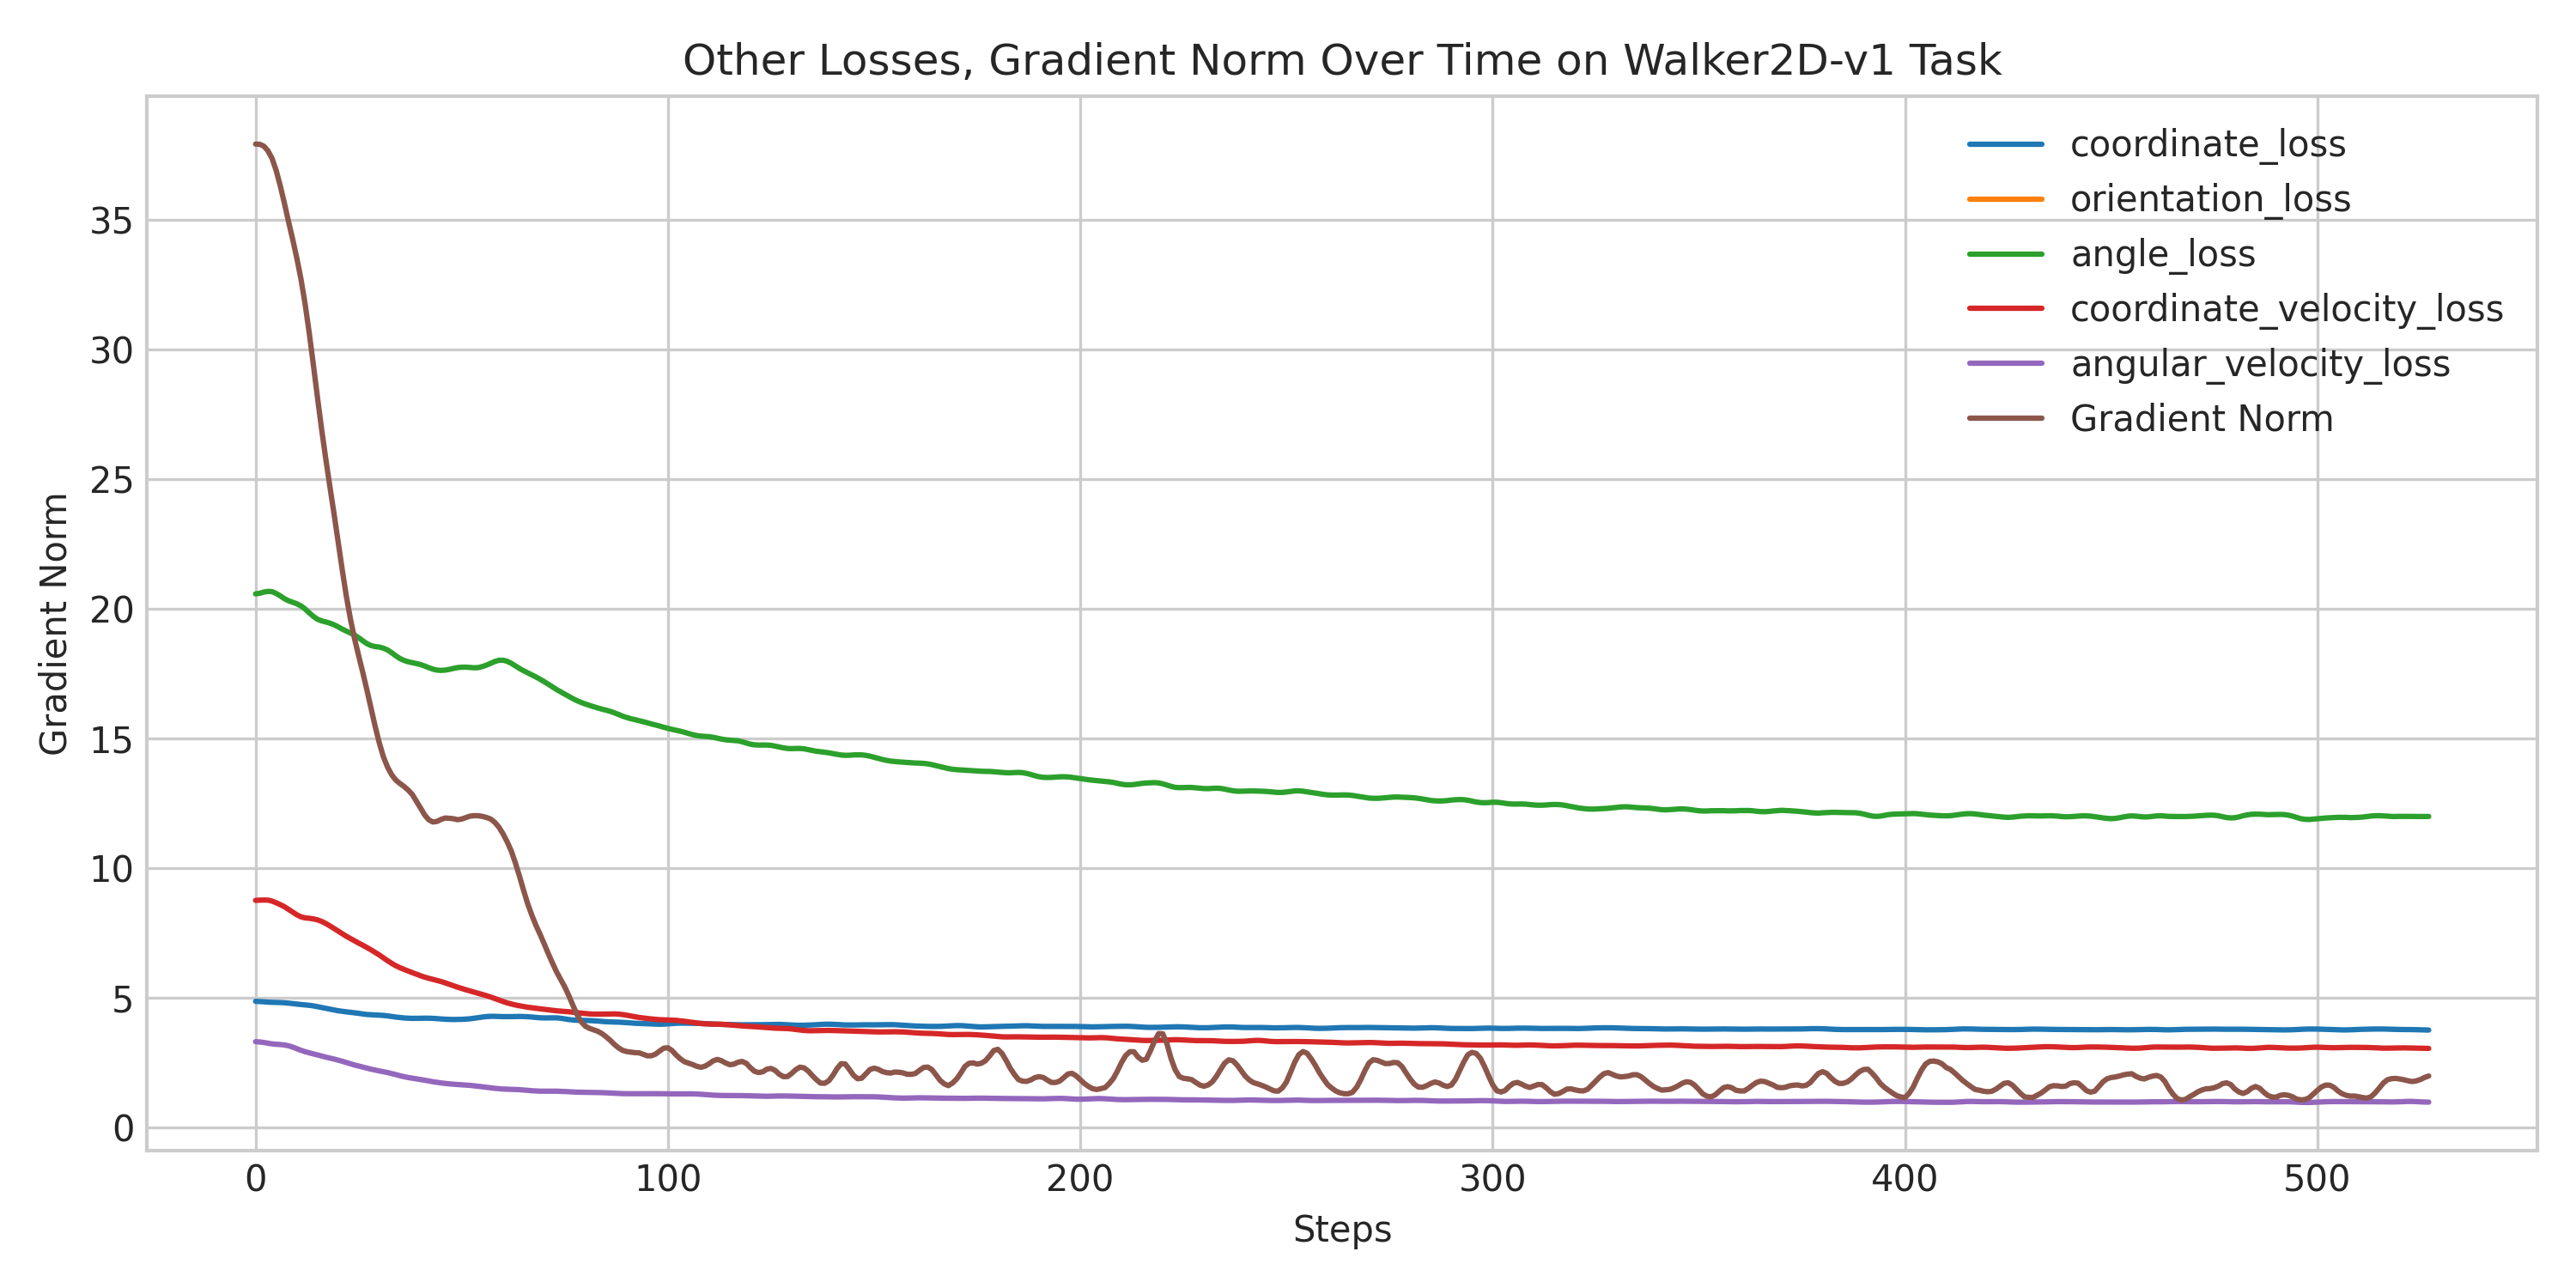 Other Losses, Gradient Norm Over Time on Walker2D-v1 Task
coordinate_loss
orientation_loss
angle_loss
coordinate_velocity_loss
angular_velocity_loss
Gradient Norm
Gradient Norm
35
30
25
20
15
10
5
0
0 100 200 300 400 500
Steps